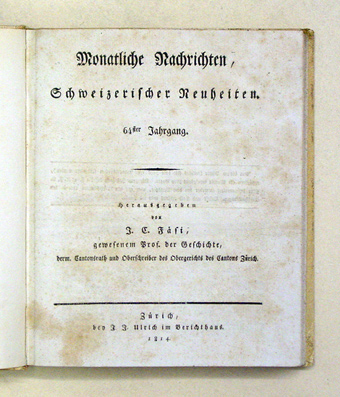 Monatliche Nachrichten,
Schweizerischer Neuheiten.
64ster Jahrgang.
Herausgegeben
von
J. C. Fäsi,
gewesenem Prof. der Geschichte,
derm. Cantonsrath und Oberschreiber des Obergerichts des Cantons Zürich.
Zürich,
bey J. J. Ulrich im Berichthaus.
1814.